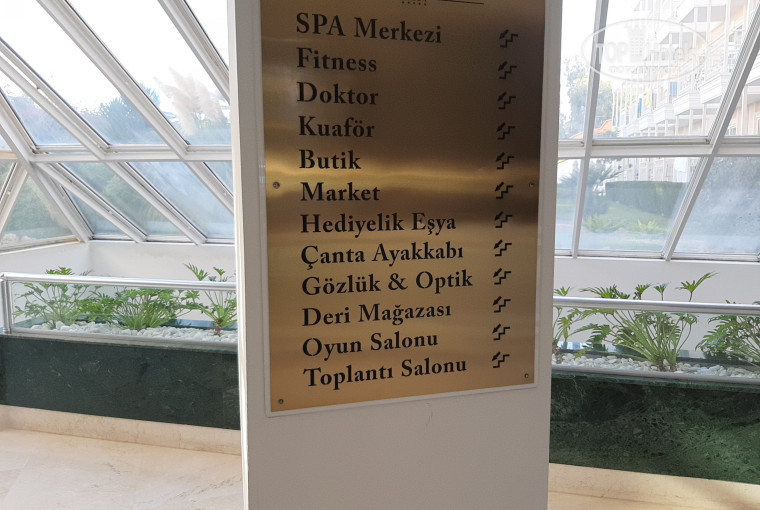 SPA Merkezi
Fitness
Doktor
Kuaför
Butik
Market
Hediyelik Eşya
Çanta Ayakkabı
Gözlük & Optik
Deri Mağazası
Oyun Salonu
Toplantı Salonu